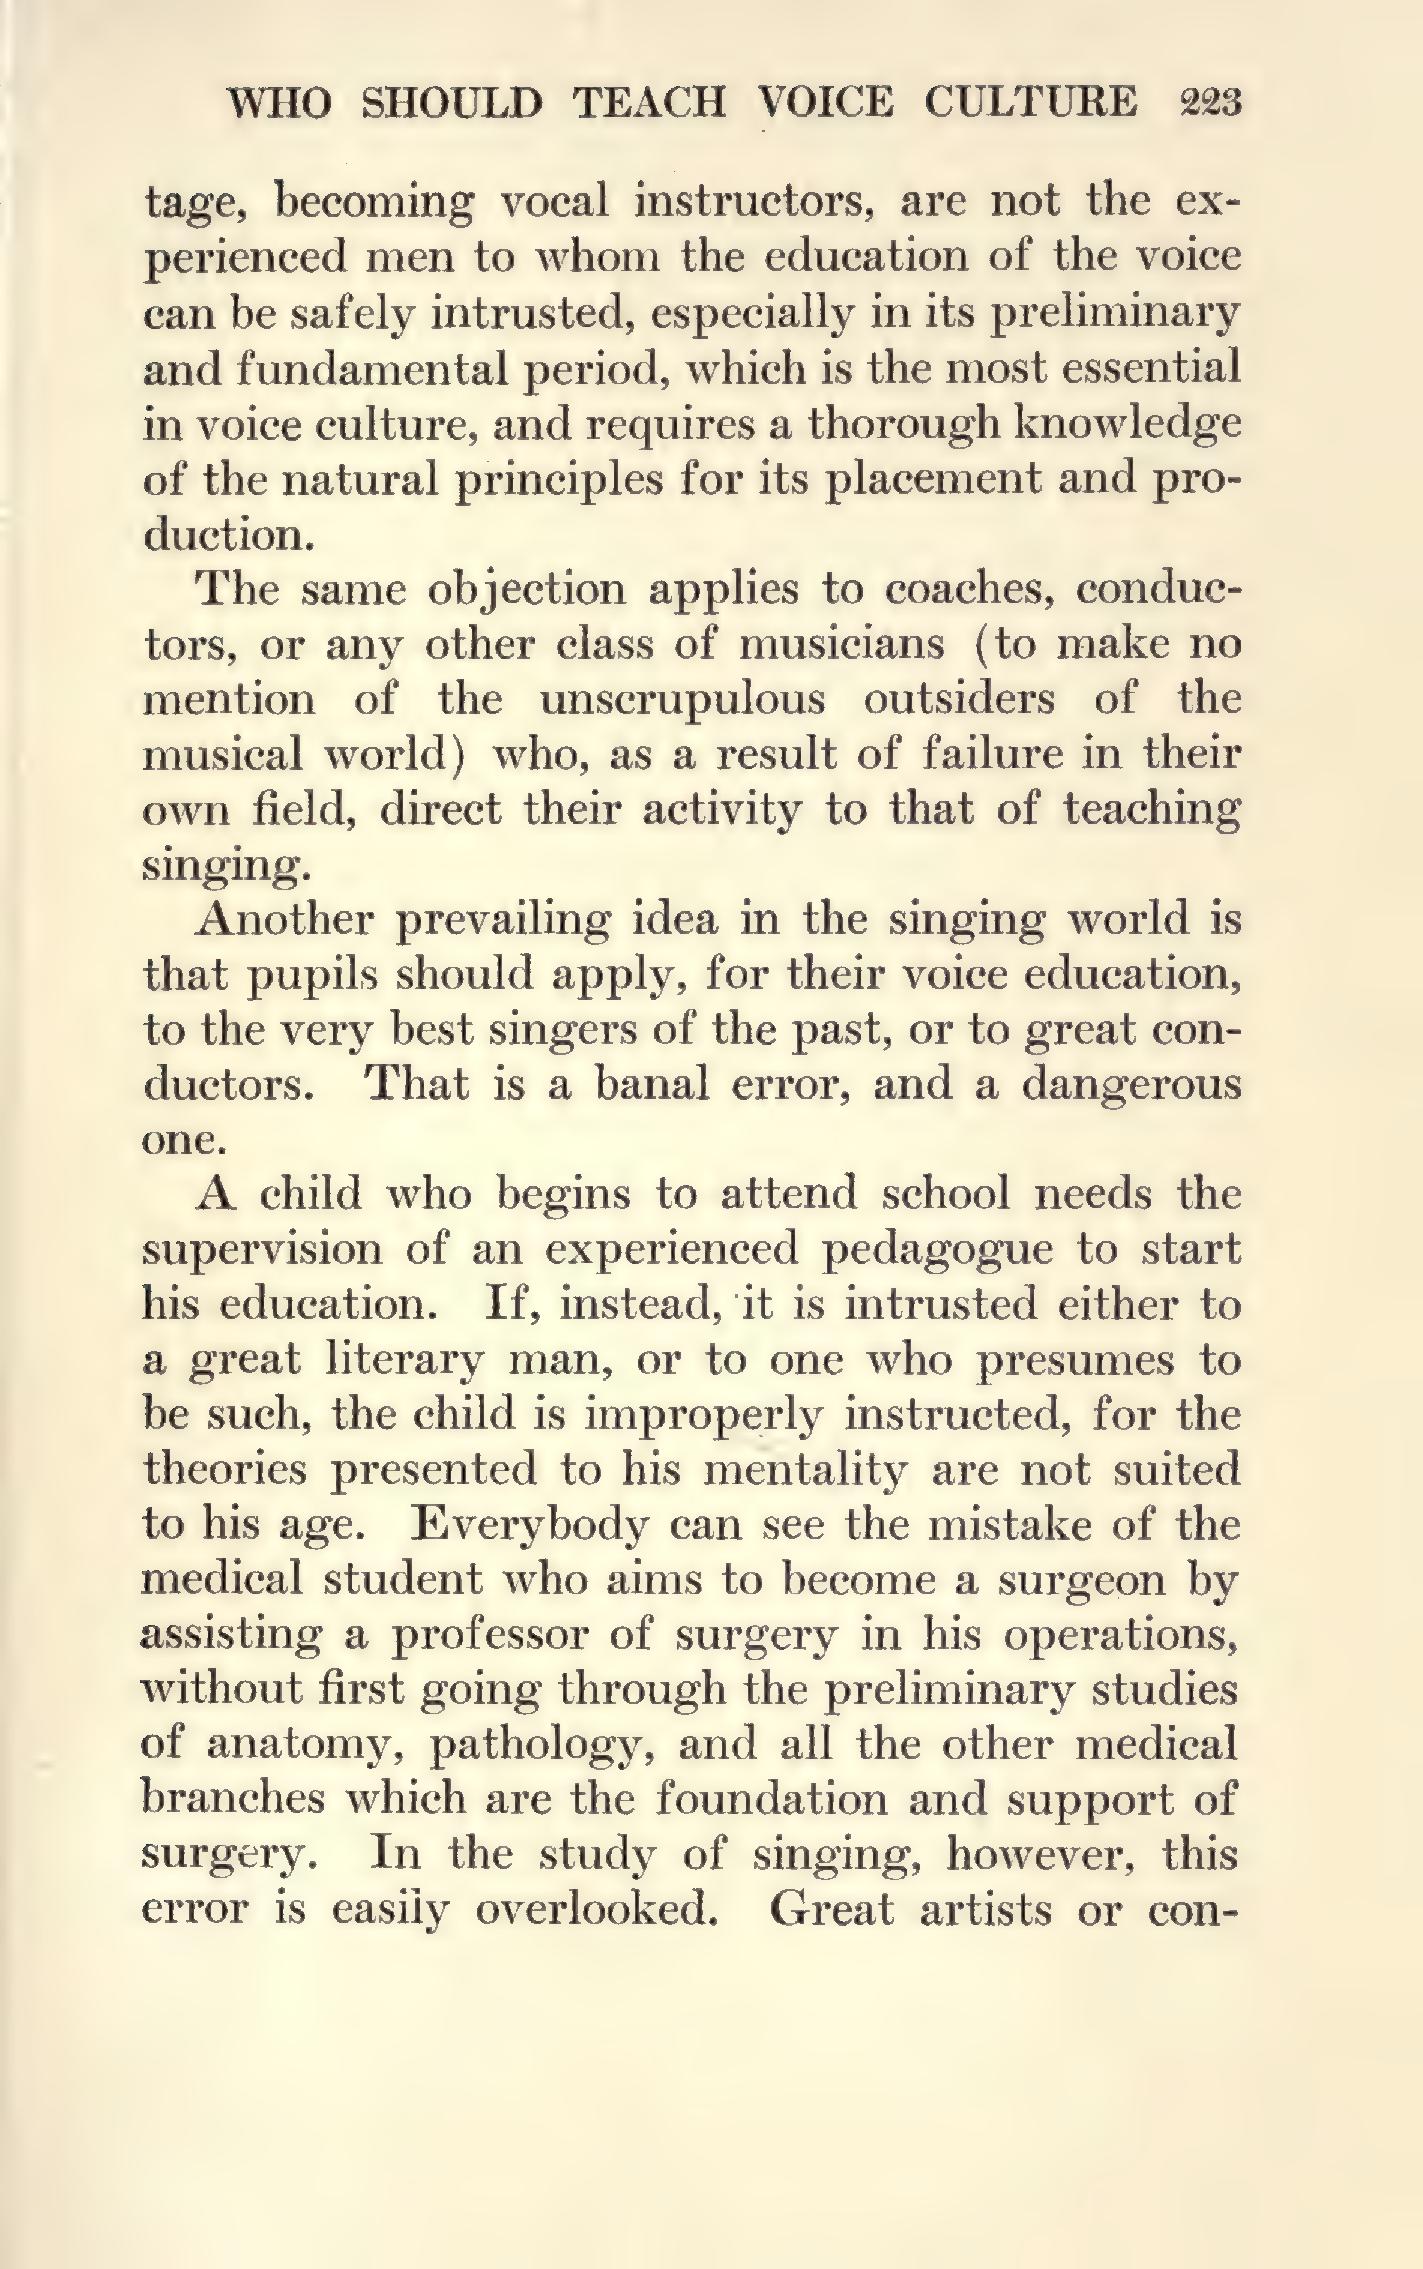 WHO SHOULD TEACH VOICE CULTURE 223
tage, becoming vocal instructors, are not the ex-
perienced men to whom the education of the voice
can be safely intrusted, especially in its preliminary
and fundamental period, which is the most essential
in voice culture, and requires a thorough knowledge
of the natural principles for its placement and pro-
duction.
The same objection applies to coaches, conduc-
tors, or any other class of musicians (to make no
mention of the unscrupulous outsiders of the
musical world) who, as a result of failure in their
own field, direct their activity to that of teaching
singing.
Another prevailing idea in the singing world is
that pupils should apply, for their voice education,
to the very best singers of the past, or to great con-
ductors. That is a banal error, and a dangerous
one.
A child who begins to attend school needs the
supervision of an experienced pedagogue to start
his education. If, instead, it is intrusted either to
a great literary man, or to one who presumes to
be such, the child is improperly instructed, for the
theories presented to his mentality are not suited
to his age. Everybody can see the mistake of the
medical student who aims to become a surgeon by
assisting a professor of surgery in his operations,
without first going through the preliminary studies
of anatomy, pathology, and all the other medical
branches which are the foundation and support of
surgery. In the study of singing, however, this
error is easily overlooked. Great artists or con-